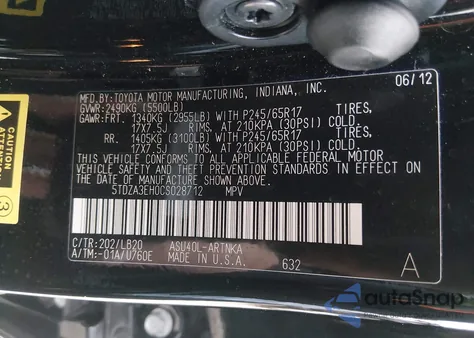 MFD.BY:TOYOTA MOTOR MANUFACTURING, INDIANA, INC. 06/12
GVWR:2490KG (5500LB)
GAWR:FRT. 1340KG (2955LB) WITH P245/65R17 TIRES,
17X7.5J RIMS, AT 210KPA (30PSI) COLD
RR. 1405KG (3100LB) WITH P245/65R17 TIRES,
17X7.5J RIMS, AT 210KPA (30PSI) COLD
THIS VEHICLE CONFORMS TO ALL APPLICABLE FEDERAL MOTOR
VEHICLE SAFETY AND THEFT PREVENTION STANDARDS IN EFFECT
ON THE DATE OF MANUFACTURE SHOWN ABOVE.
5TDZA3EH0CS028712 MPV
C/TR:202/LB20 ASU40L-ARTNKA
A/TM:-01A/U760E MADE IN U.S.A. 632 A
CAUTION
3
autoSnap